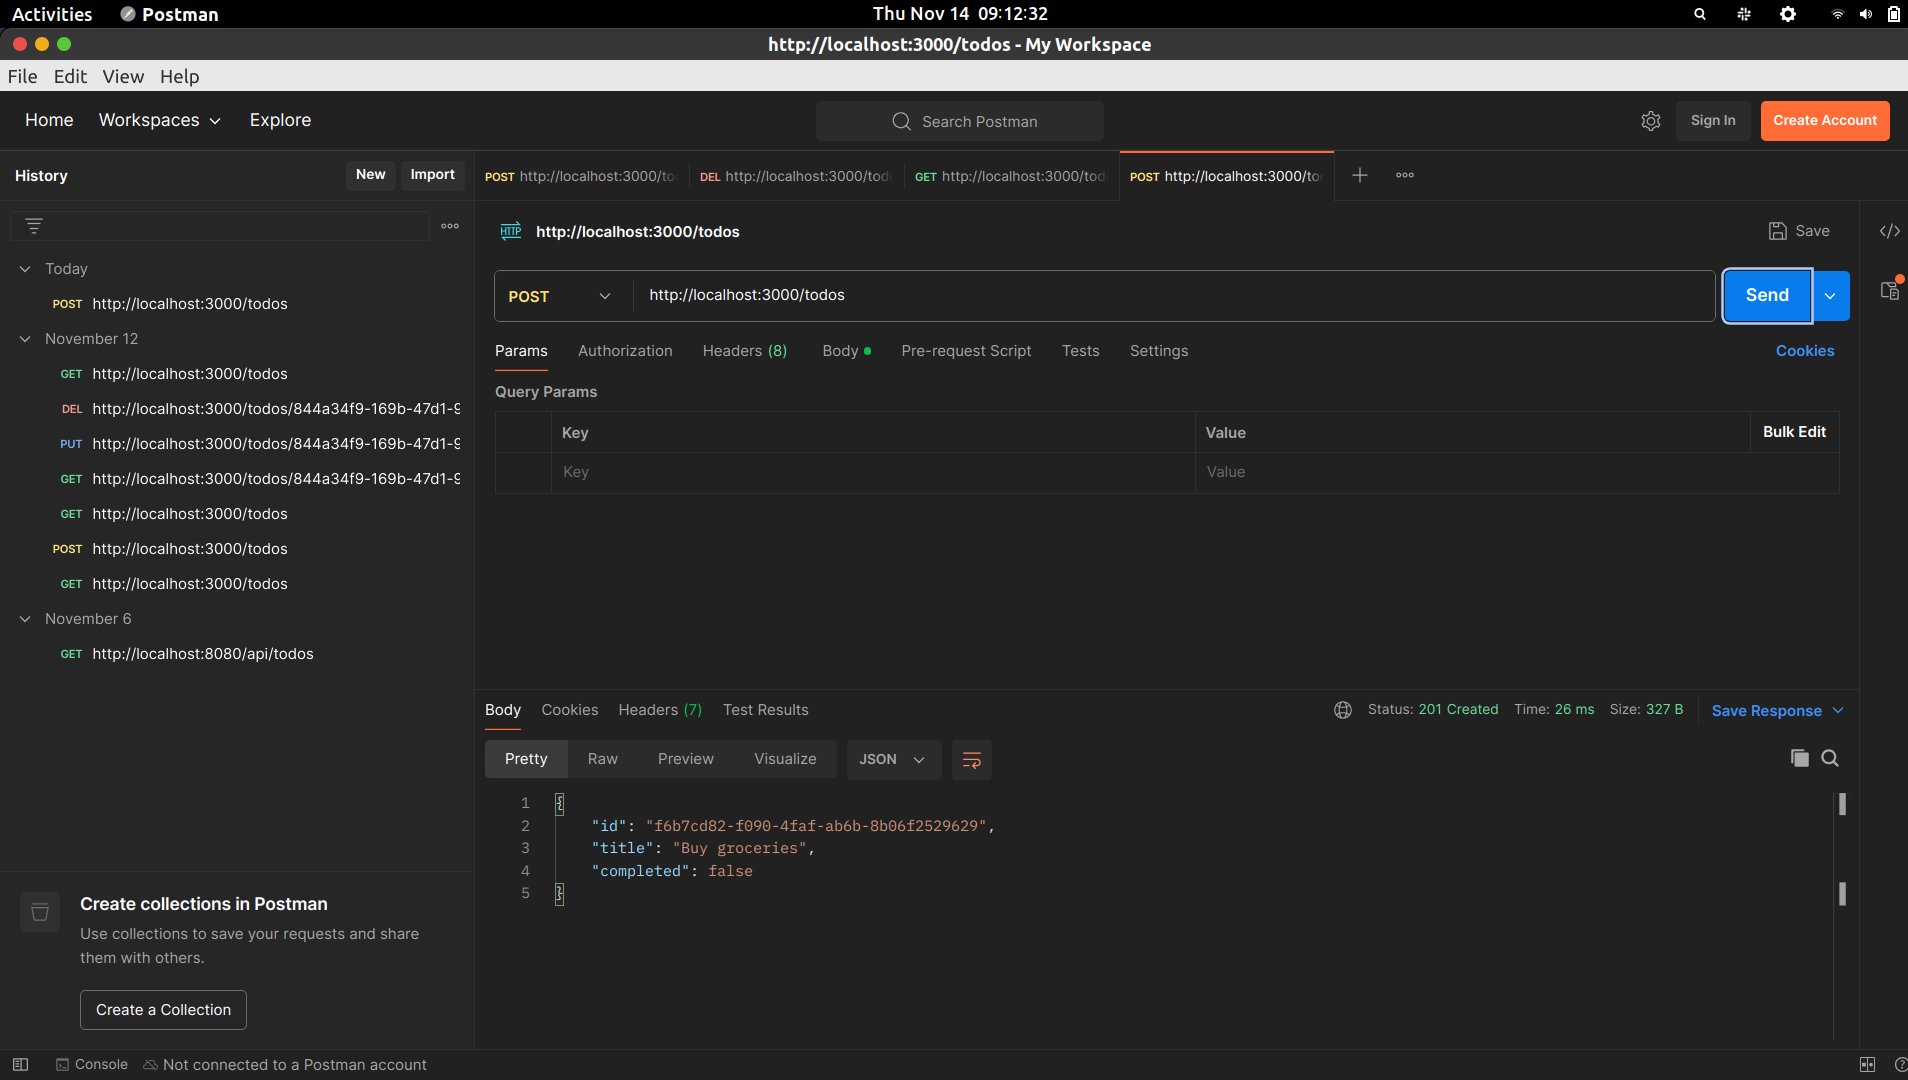 Activities Postman Thu Nov 14 09:12:32
http://localhost:3000/todos - My Workspace
File Edit View Help
Home Workspaces Explore Search Postman Sign In Create Account
History New Import
POST http://localhost:3000/to DEL http://localhost:3000/tod GET http://localhost:3000/tod POST http://localhost:3000/to
HTTP http://localhost:3000/todos Save
Today
POST http://localhost:3000/todos
November 12
GET http://localhost:3000/todos
DEL http://localhost:3000/todos/844a34f9-169b-47d1-9
PUT http://localhost:3000/todos/844a34f9-169b-47d1-9
GET http://localhost:3000/todos/844a34f9-169b-47d1-9
GET http://localhost:3000/todos
POST http://localhost:3000/todos
GET http://localhost:3000/todos
November 6
GET http://localhost:8080/api/todos
Create collections in Postman
Use collections to save your requests and share
them with others.
Create a Collection
POST http://localhost:3000/todos Send
Params Authorization Headers (8) Body Pre-request Script Tests Settings Cookies
Query Params
Key Value Bulk Edit
Key Value
Body Cookies Headers (7) Test Results Status: 201 Created Time: 26 ms Size: 327 B Save Response
Pretty Raw Preview Visualize JSON
1 {
2 "id": "f6b7cd82-f090-4faf-ab6b-8b06f2529629",
3 "title": "Buy groceries",
4 "completed": false
5 }
Console Not connected to a Postman account